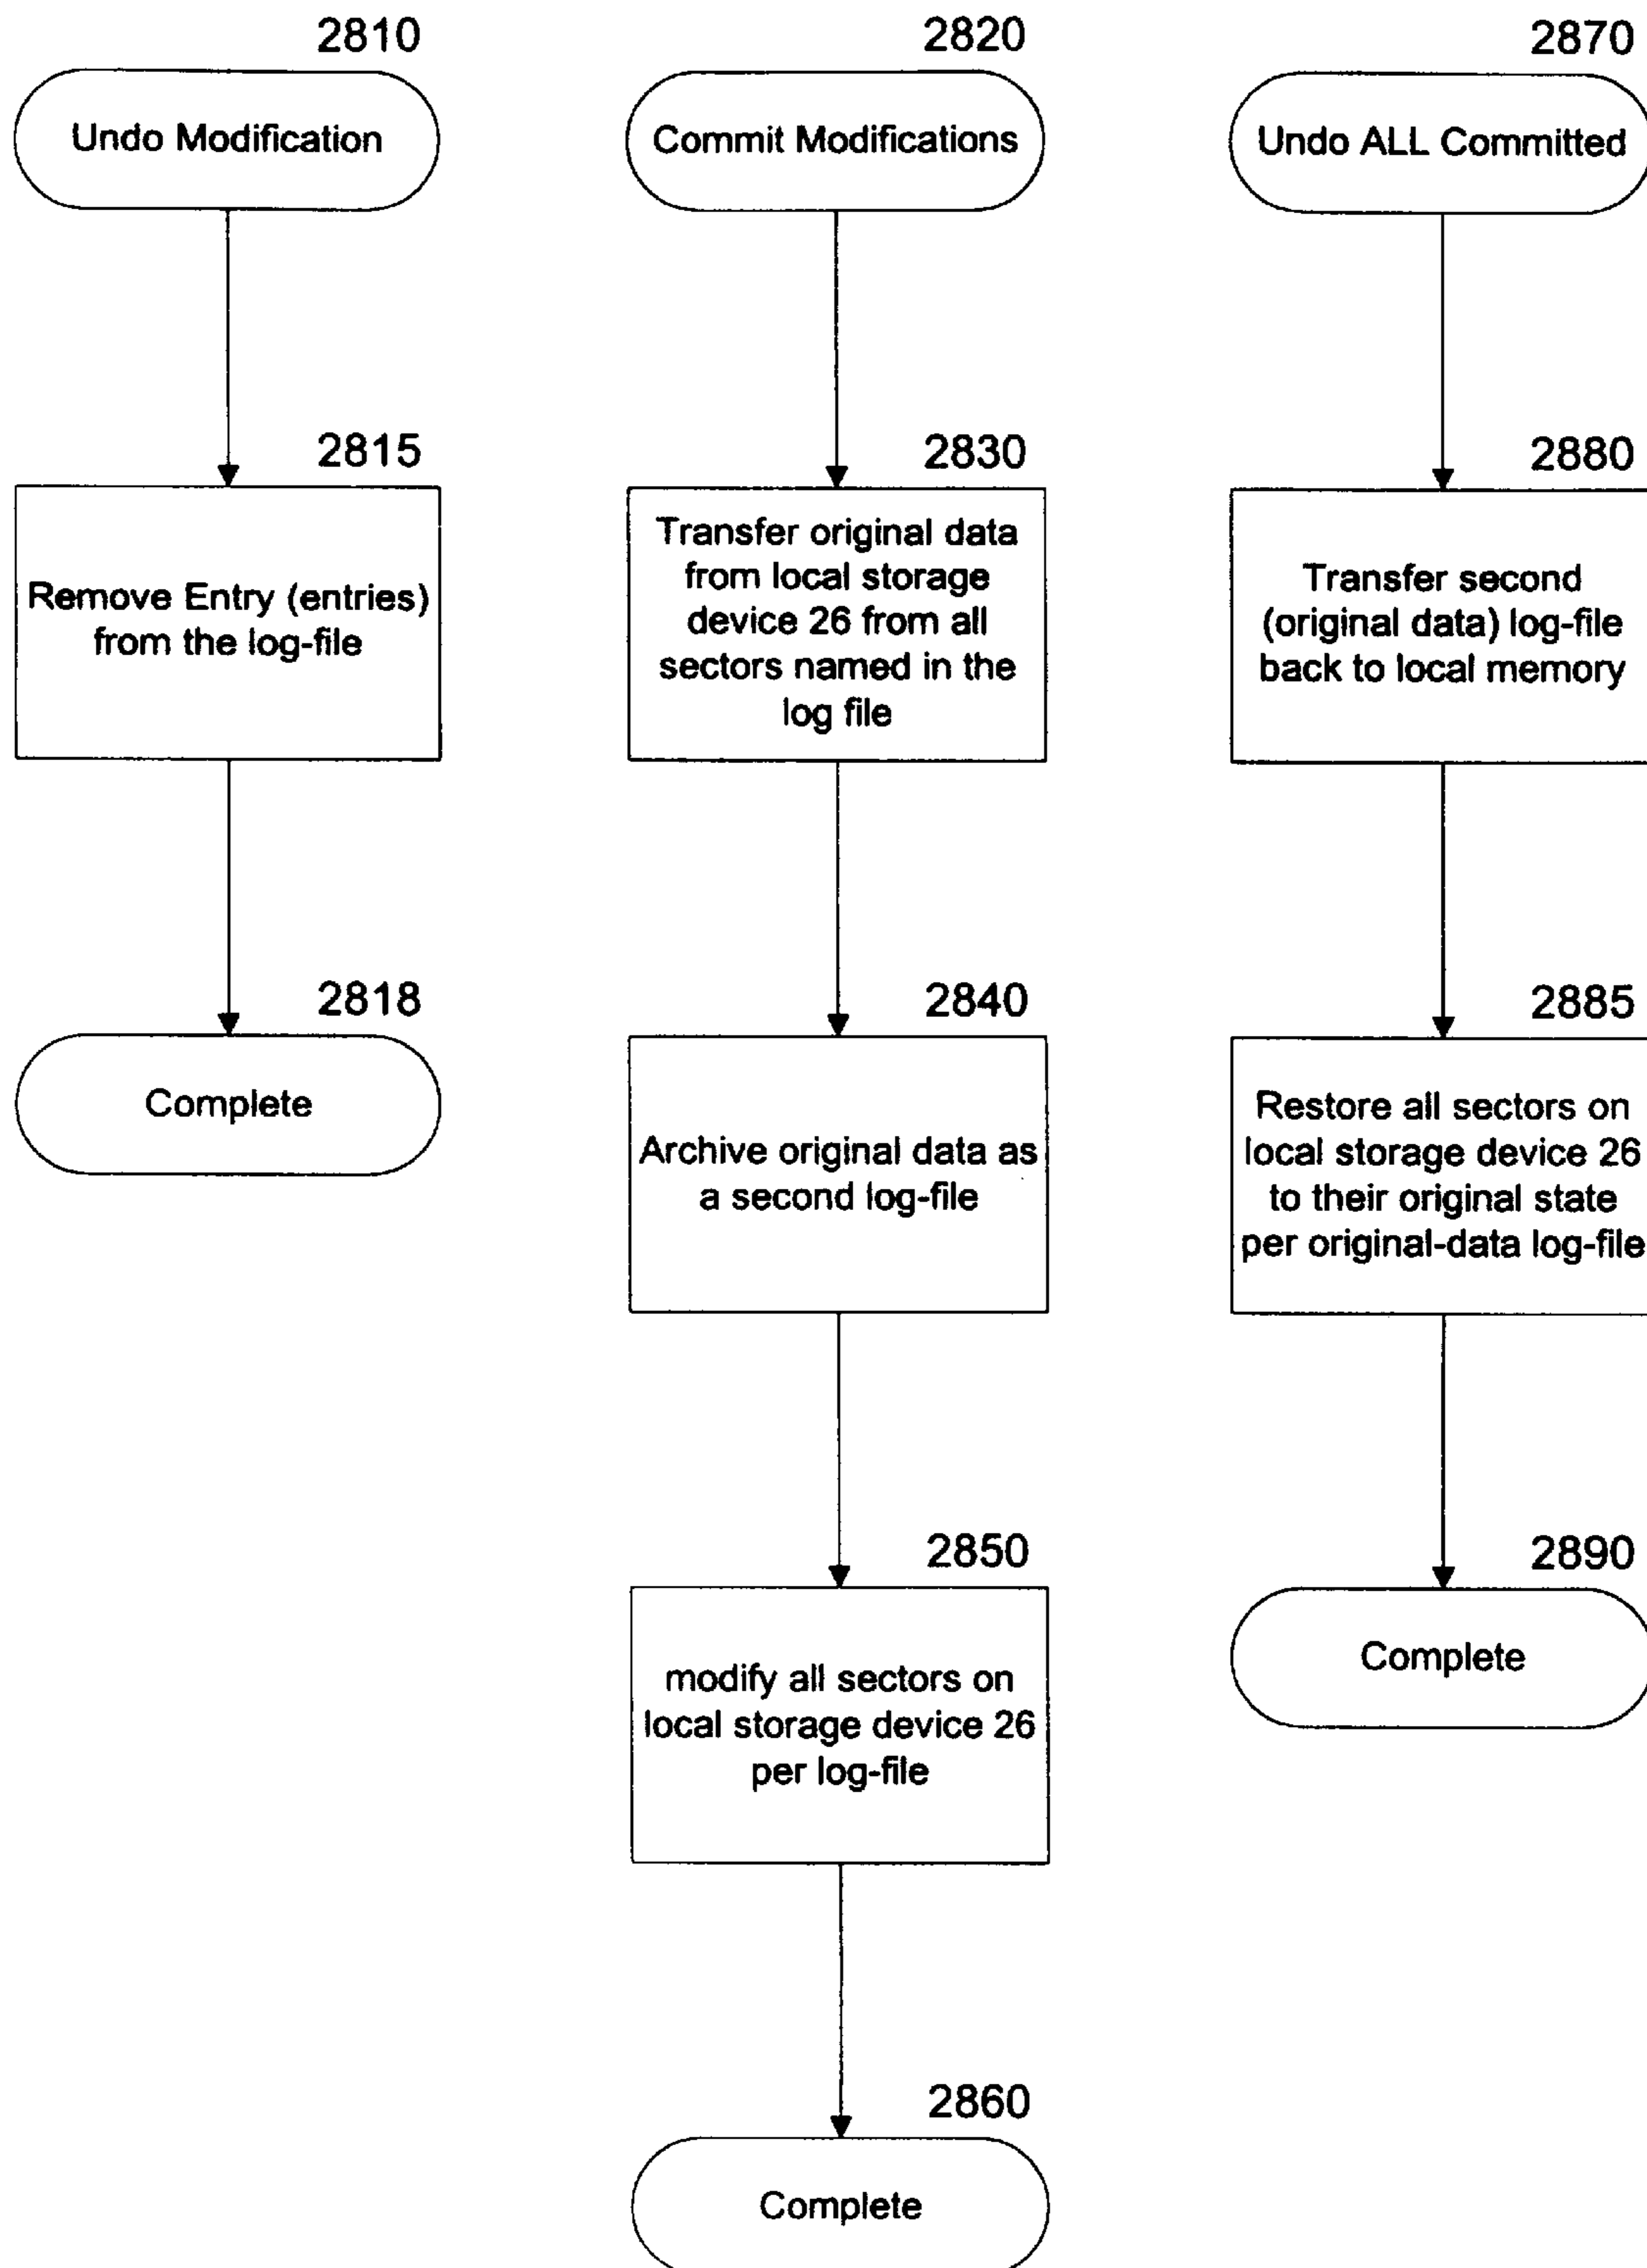 2810
Undo Modification
2815
Remove Entry (entries)
from the log-file
2818
Complete
2820
Commit Modifications
2830
Transfer original data
from local storage
device 26 from all
sectors named in the
log file
2840
Archive original data as
a second log-file
2850
modify all sectors on
local storage device 26
per log-file
2860
Complete
2870
Undo ALL Committed
2880
Transfer second
(original data) log-file
back to local memory
2885
Restore all sectors on
local storage device 26
to their original state
per original-data log-file
2890
Complete